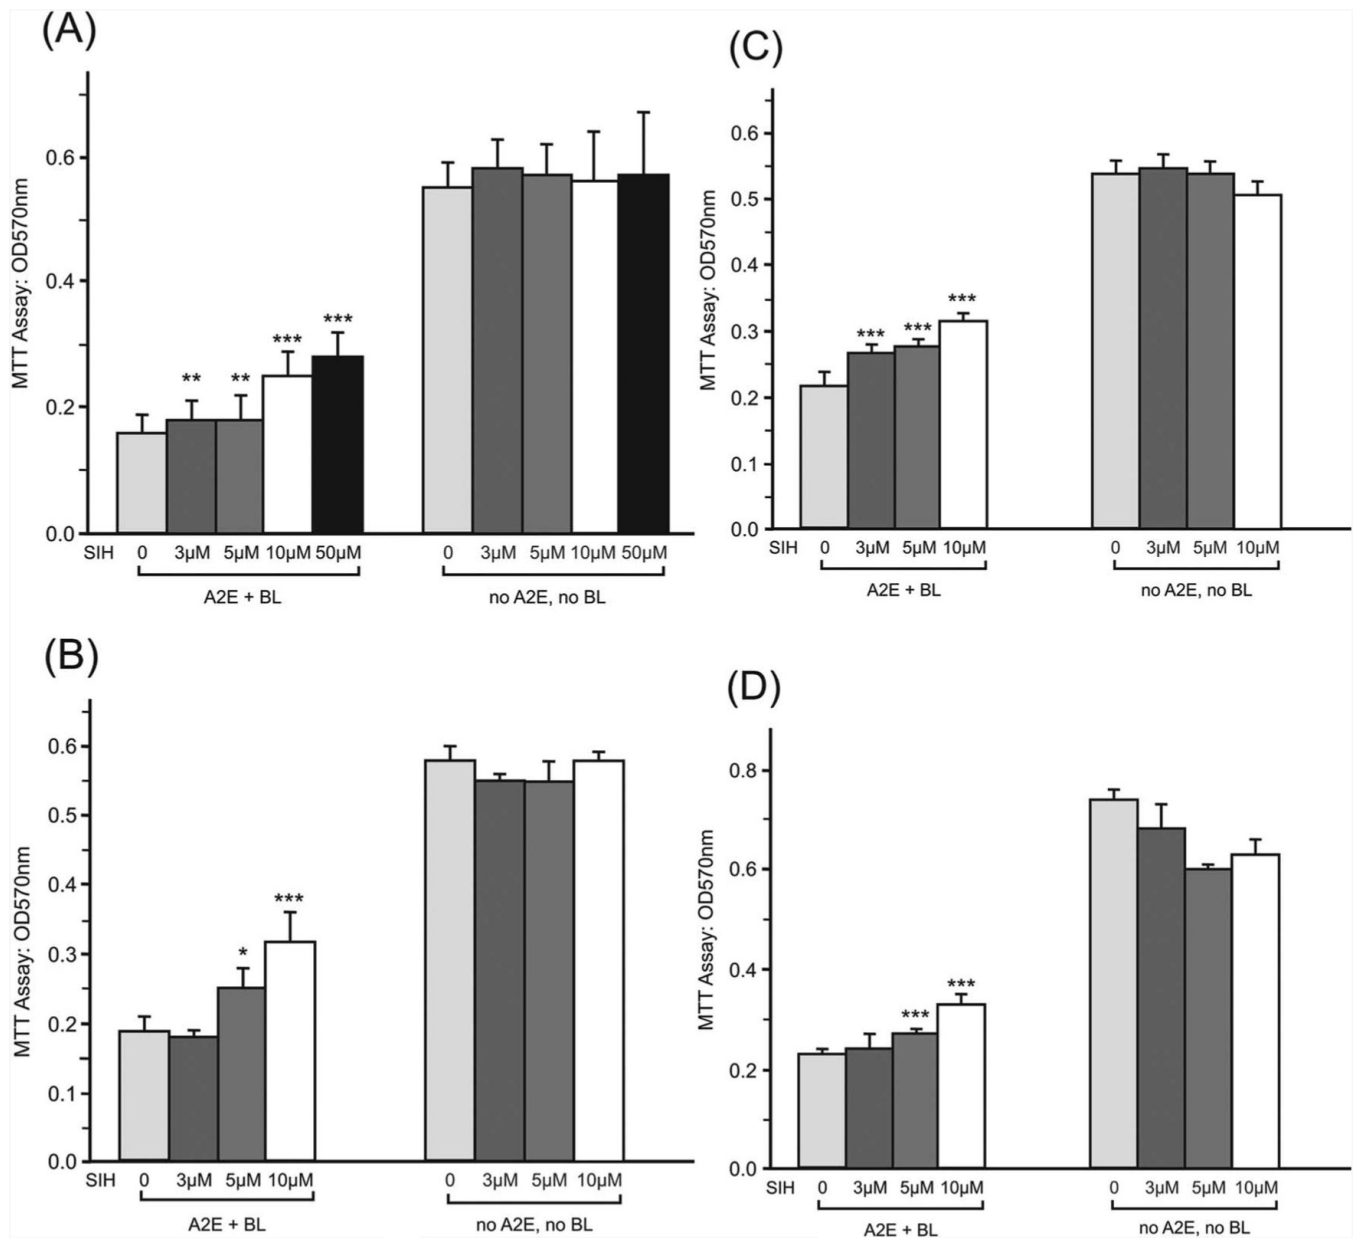 (A)
MTT Assay: OD570nm
0.6
0.4
0.2
0.0
** ** *** ***
SIH 0 3µM 5µM 10µM 50µM 0 3µM 5µM 10µM 50µM
A2E + BL no A2E, no BL
(C)
MTT Assay: OD570nm
0.6
0.5
0.4
0.3
0.2
0.1
0.0
*** *** ***
SIH 0 3µM 5µM 10µM 0 3µM 5µM 10µM
A2E + BL no A2E, no BL
(B)
MTT Assay: OD570nm
0.6
0.5
0.4
0.3
0.2
0.1
0.0
* ***
SIH 0 3µM 5µM 10µM 0 3µM 5µM 10µM
A2E + BL no A2E, no BL
(D)
MTT Assay: OD570nm
0.8
0.6
0.4
0.2
0.0
*** ***
SIH 0 3µM 5µM 10µM 0 3µM 5µM 10µM
A2E + BL no A2E, no BL